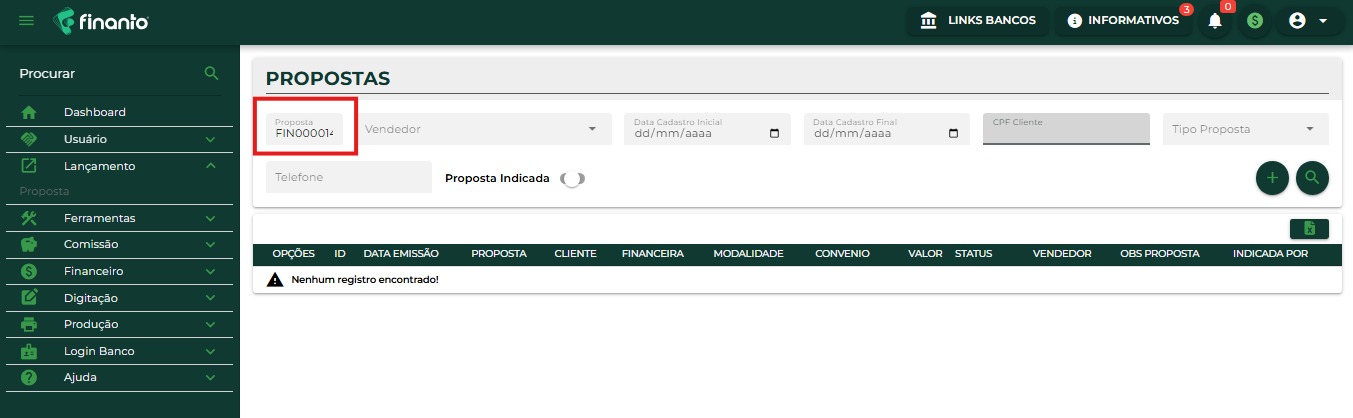 finanto
LINKS BANCOS
INFORMATIVOS
3
0
Procurar
Dashboard
Usuário
Lançamento
Proposta
Ferramentas
Comissão
Financeiro
Digitação
Produção
Login Banco
Ajuda
PROPOSTAS
Proposta
Vendedor
Data Cadastro Inicial
dd/mm/aaaa
Data Cadastro Final
dd/mm/aaaa
CPF Cliente
Tipo Proposta
Telefone
Proposta Indicada
OPÇÕES ID DATA EMISSÃO PROPOSTA CLIENTE FINANCEIRA MODALIDADE CONVENIO VALOR STATUS VENDEDOR OBS PROPOSTA INDICADA POR
Nenhum registro encontrado!